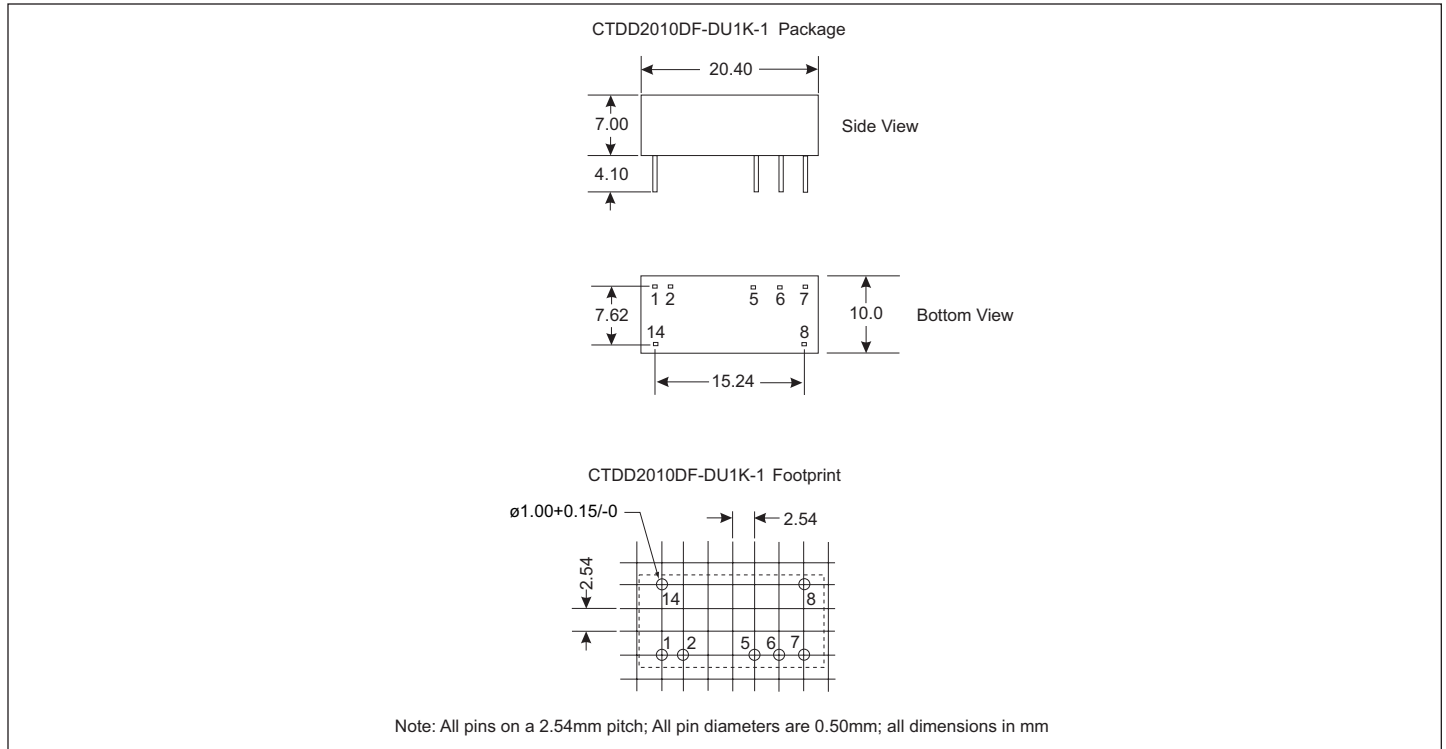 CTDD2010DF-DU1K-1 Package
20.40
7.00
Side View
4.10
1 2 5 6 7
7.62
10.0
Bottom View
14 8
15.24
CTDD2010DF-DU1K-1 Footprint
ø1.00+0.15/-0
2.54
2.54
14 8
1 2 5 6 7
Note: All pins on a 2.54mm pitch; All pin diameters are 0.50mm; all dimensions in mm